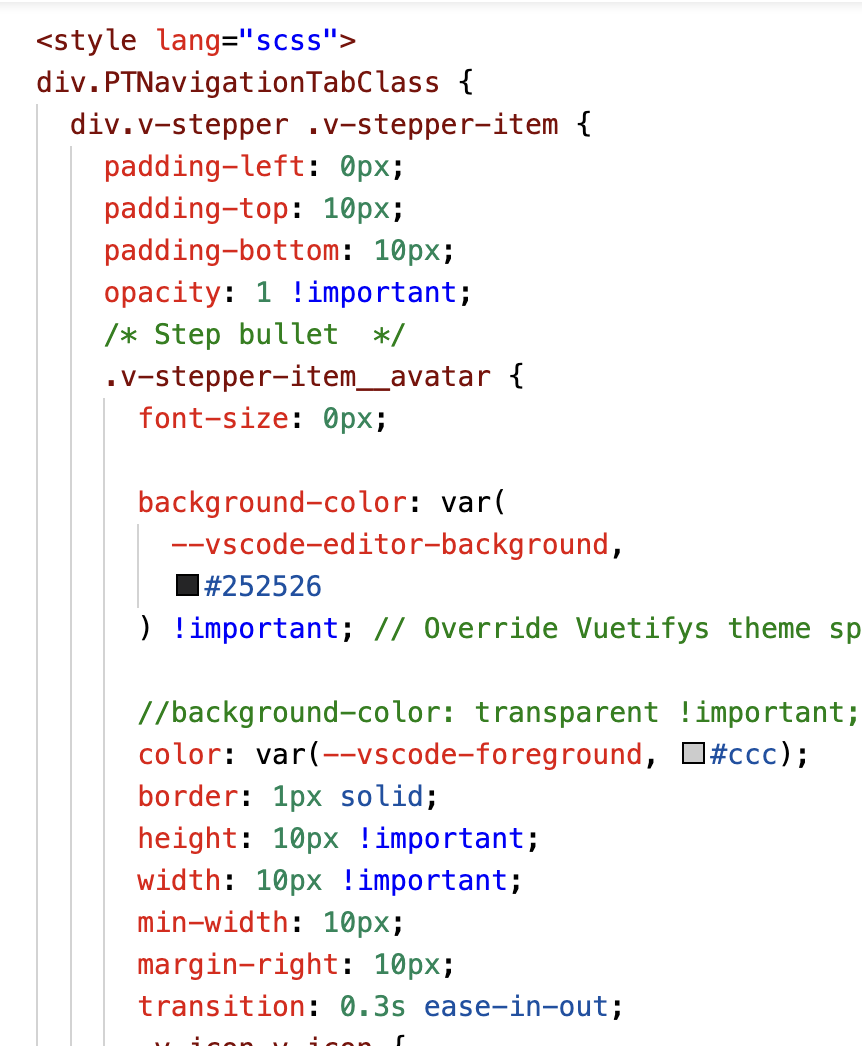 <style lang="scss">
div.PTNavigationTabClass {
div.v-stepper .v-stepper-item {
padding-left: 0px;
padding-top: 10px;
padding-bottom: 10px;
opacity: 1 !important;
/* Step bullet  */
.v-stepper-item__avatar {
font-size: 0px;
background-color: var(
--vscode-editor-background,
#252526
) !important; // Override Vuetifys theme sp
//background-color: transparent !important;
color: var(--vscode-foreground, #ccc);
border: 1px solid;
height: 10px !important;
width: 10px !important;
min-width: 10px;
margin-right: 10px;
transition: 0.3s ease-in-out;